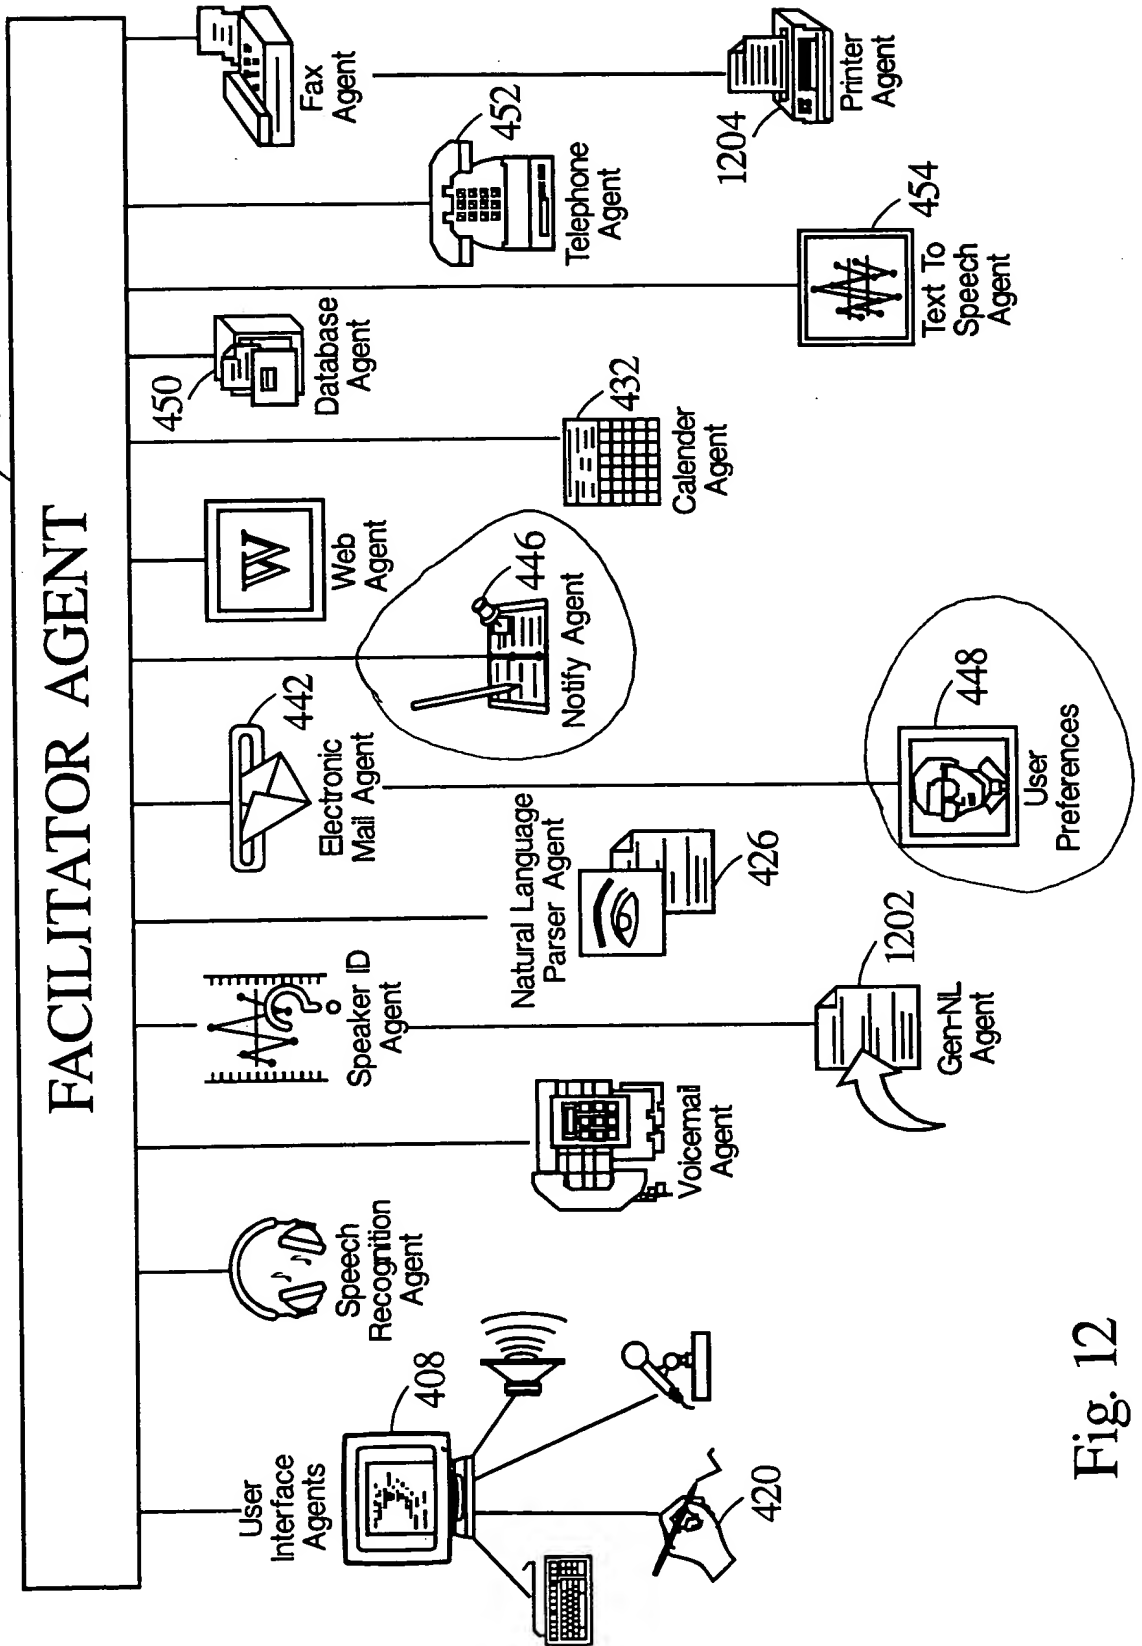 FACILITATOR AGENT
User
Interface
Agents
408
420
Speech
Recognition
Agent
Voicemail
Agent
Speaker ID
Agent
1202
Gen-NL
Agent
Natural Language
Parser Agent
426
442
Electronic
Mail Agent
448
User
Preferences
446
Notify Agent
W
Web
Agent
432
Calender
Agent
450
Database
Agent
454
Text To
Speech
Agent
452
Telephone
Agent
Fax
Agent
1204
Printer
Agent
Fig. 12